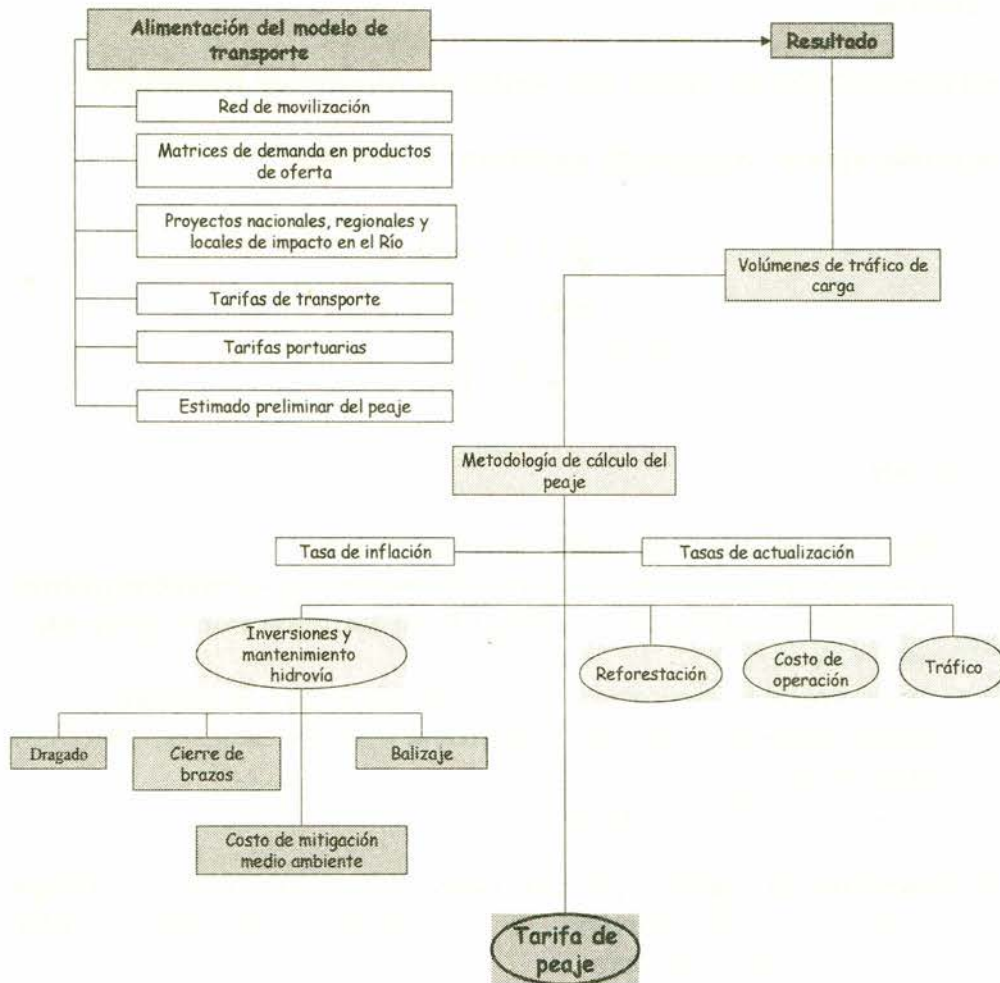 Alimentación del modelo de
transporte
Resultado
Red de movilización
Matrices de demanda en productos
de oferta
Proyectos nacionales, regionales y
locales de impacto en el Río
Volúmenes de tráfico de
carga
Tarifas de transporte
Tarifas portuarias
Estimado preliminar del peaje
Metodología de cálculo del
peaje
Tasa de inflación
Tasas de actualización
Inversiones y
mantenimiento
hidrovía
Reforestación
Costo de
operación
Tráfico
Dragado
Cierre de
brazos
Balizaje
Costo de mitigación
medio ambiente
Tarifa de
peaje